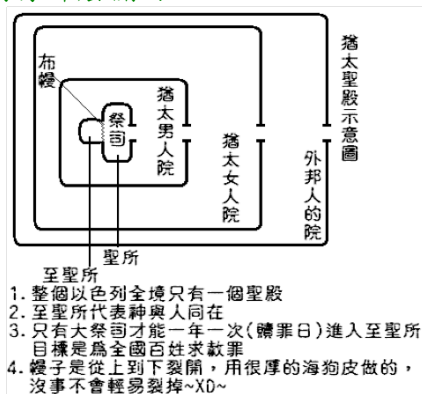 猶太聖殿示意圖
外邦人的院
猶太女人院
猶太男人院
祭司
布幔
聖所
至聖所
1. 整個以色列全境只有一個聖殿
2. 至聖所代表神與人同在
3. 只有大祭司才能一年一次(贖罪日)進入至聖所
目標是為全國百姓求赦罪
4. 幔子是從上到下裂開，用很厚的海狗皮做的，
沒事不會輕易裂掉~XD~